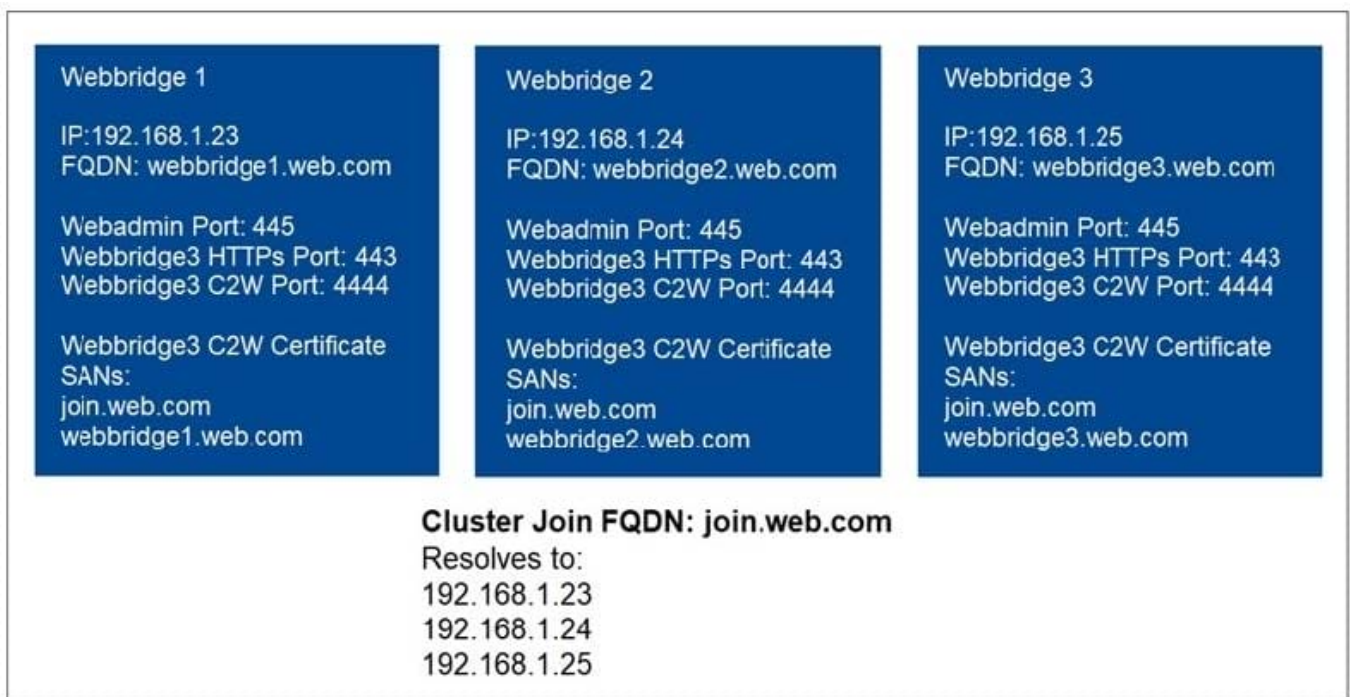 Webbridge 1
IP:192.168.1.23
FQDN: webbridge1.web.com
Webadmin Port: 445
Webbridge3 HTTPs Port: 443
Webbridge3 C2W Port: 4444
Webbridge3 C2W Certificate
SANs:
join.web.com
webbridge1.web.com
Webbridge 2
IP:192.168.1.24
FQDN: webbridge2.web.com
Webadmin Port: 445
Webbridge3 HTTPs Port: 443
Webbridge3 C2W Port: 4444
Webbridge3 C2W Certificate
SANs:
join.web.com
webbridge2.web.com
Webbridge 3
IP:192.168.1.25
FQDN: webbridge3.web.com
Webadmin Port: 445
Webbridge3 HTTPs Port: 443
Webbridge3 C2W Port: 4444
Webbridge3 C2W Certificate
SANs:
join.web.com
webbridge3.web.com
Cluster Join FQDN: join.web.com
Resolves to:
192.168.1.23
192.168.1.24
192.168.1.25